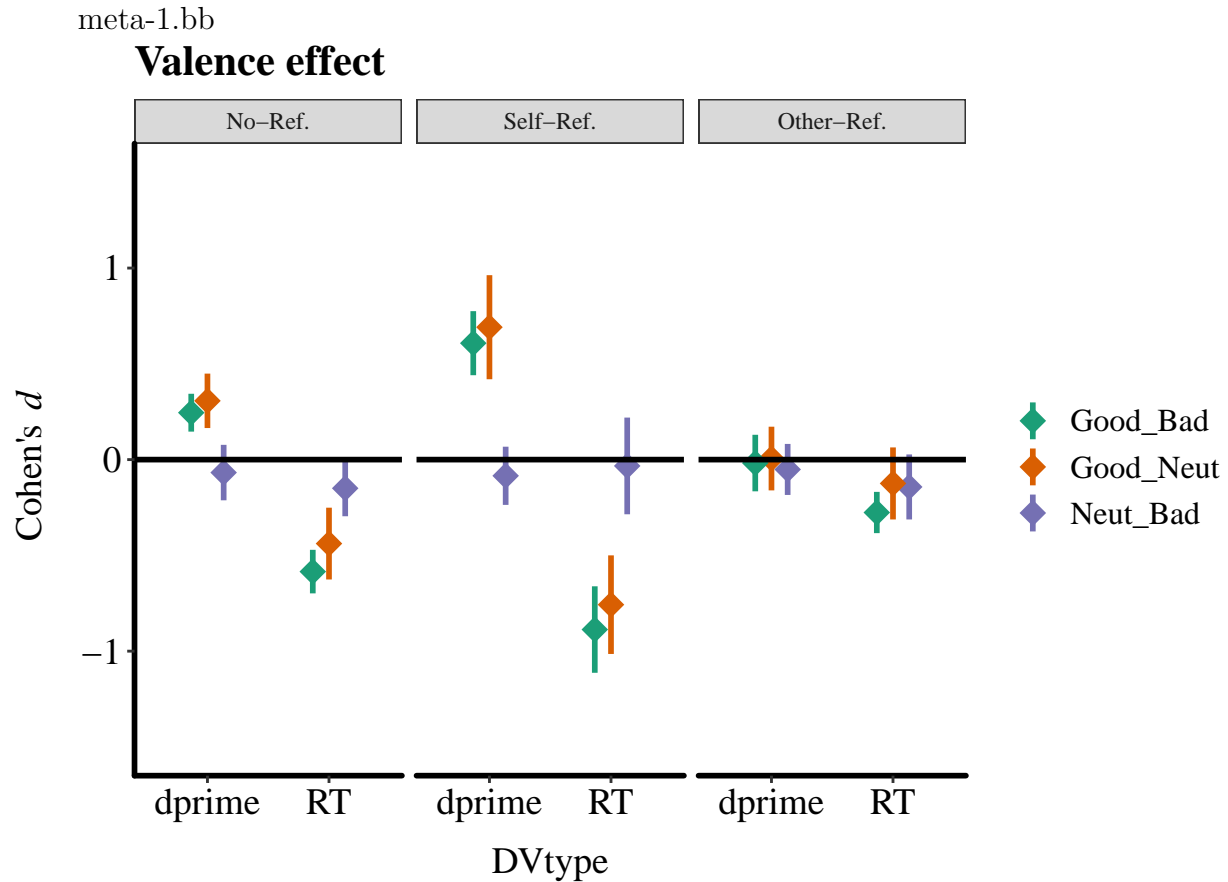 meta-1.bb
Valence effect
No−Ref.
Self−Ref.
Other−Ref.
1
0
−1
Cohen's d
dprime
RT
dprime
RT
dprime
RT
DVtype
Good_Bad
Good_Neut
Neut_Bad